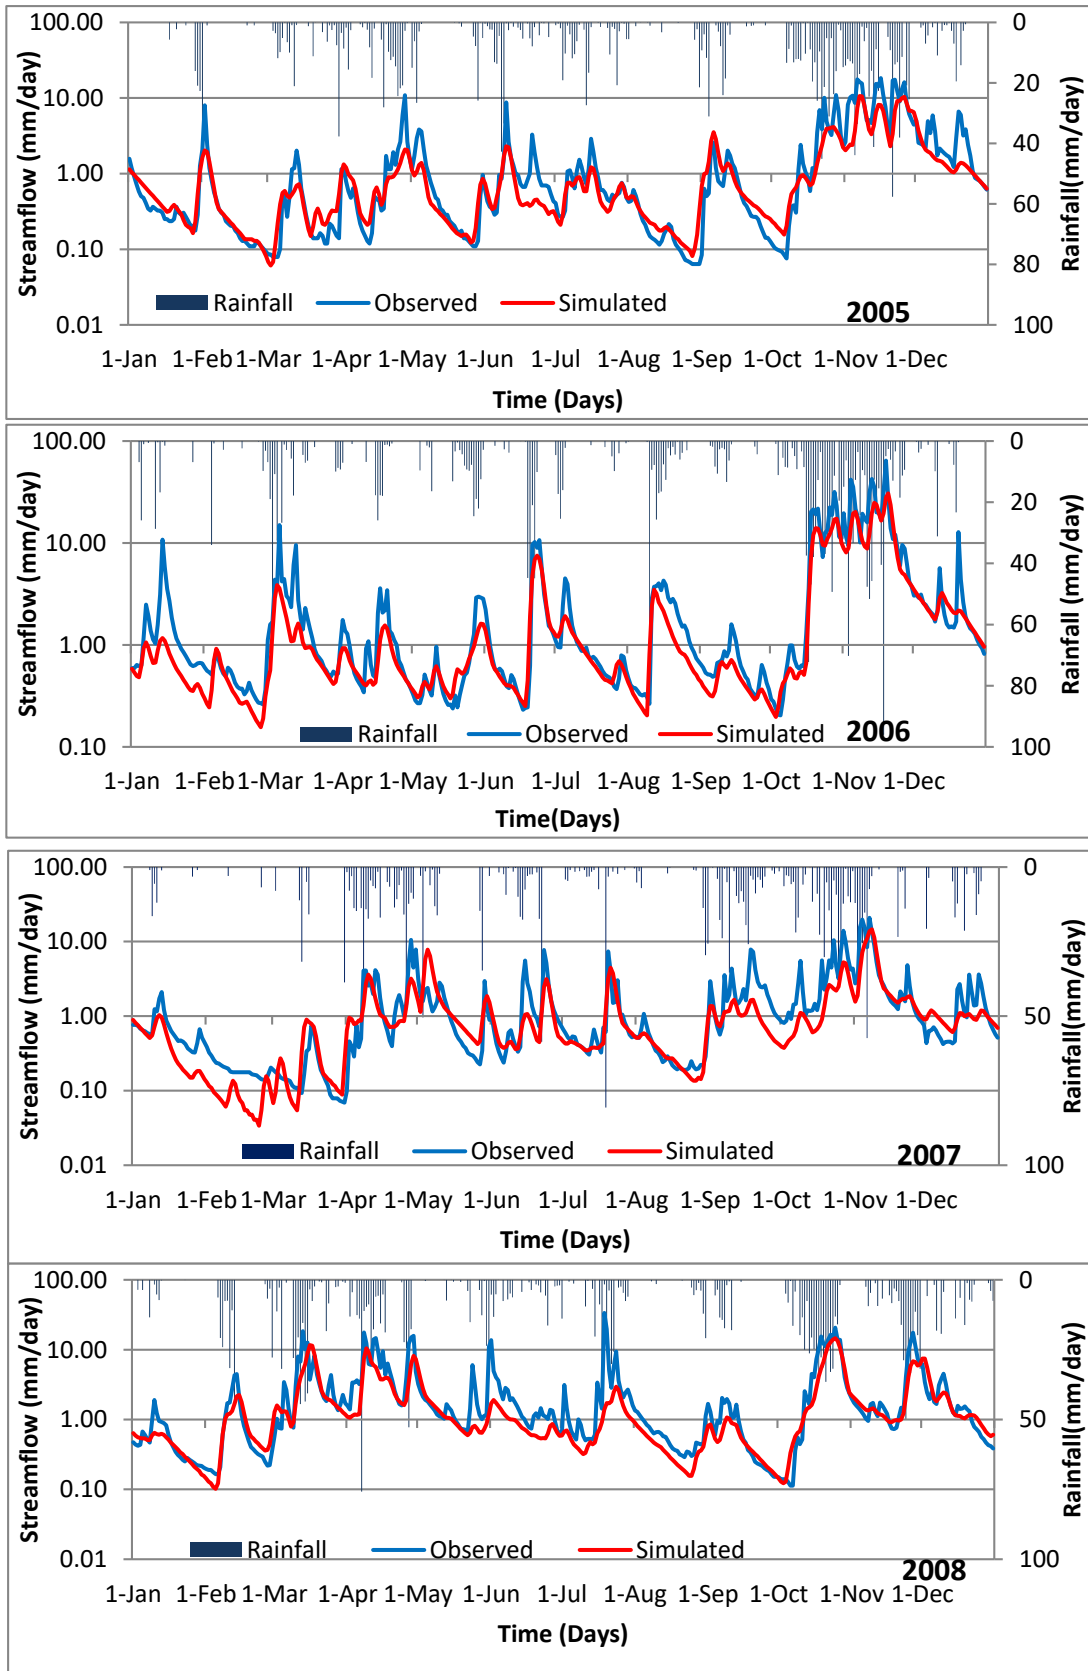 100.00 0
10.00 20
1.00 40
0.10 60
0.01 80
100
Streamflow (mm/day)
Rainfall(mm/day)
Rainfall Observed Simulated
2005
1-Jan 1-Feb 1-Mar 1-Apr 1-May 1-Jun 1-Jul 1-Aug 1-Sep 1-Oct 1-Nov 1-Dec
Time (Days)
100.00 0
10.00 20
1.00 40
0.10 60
80
100
Streamflow (mm/day)
Rainfall (mm/day)
Rainfall Observed Simulated 2006
1-Jan 1-Feb 1-Mar 1-Apr 1-May 1-Jun 1-Jul 1-Aug 1-Sep 1-Oct 1-Nov 1-Dec
Time(Days)
100.00 0
10.00
1.00 50
0.10
0.01 100
Streamflow (mm/day)
Rainfall(mm/day)
Rainfall Observed Simulated 2007
1-Jan 1-Feb 1-Mar 1-Apr 1-May 1-Jun 1-Jul 1-Aug 1-Sep 1-Oct 1-Nov 1-Dec
Time (Days)
100.00 0
10.00
1.00 50
0.10
0.01 100
Streamflow (mm/day)
Rainfall(mm/day)
Rainfall Observed Simulated
2008
1-Jan 1-Feb 1-Mar 1-Apr 1-May 1-Jun 1-Jul 1-Aug 1-Sep 1-Oct 1-Nov 1-Dec
Time (Days)